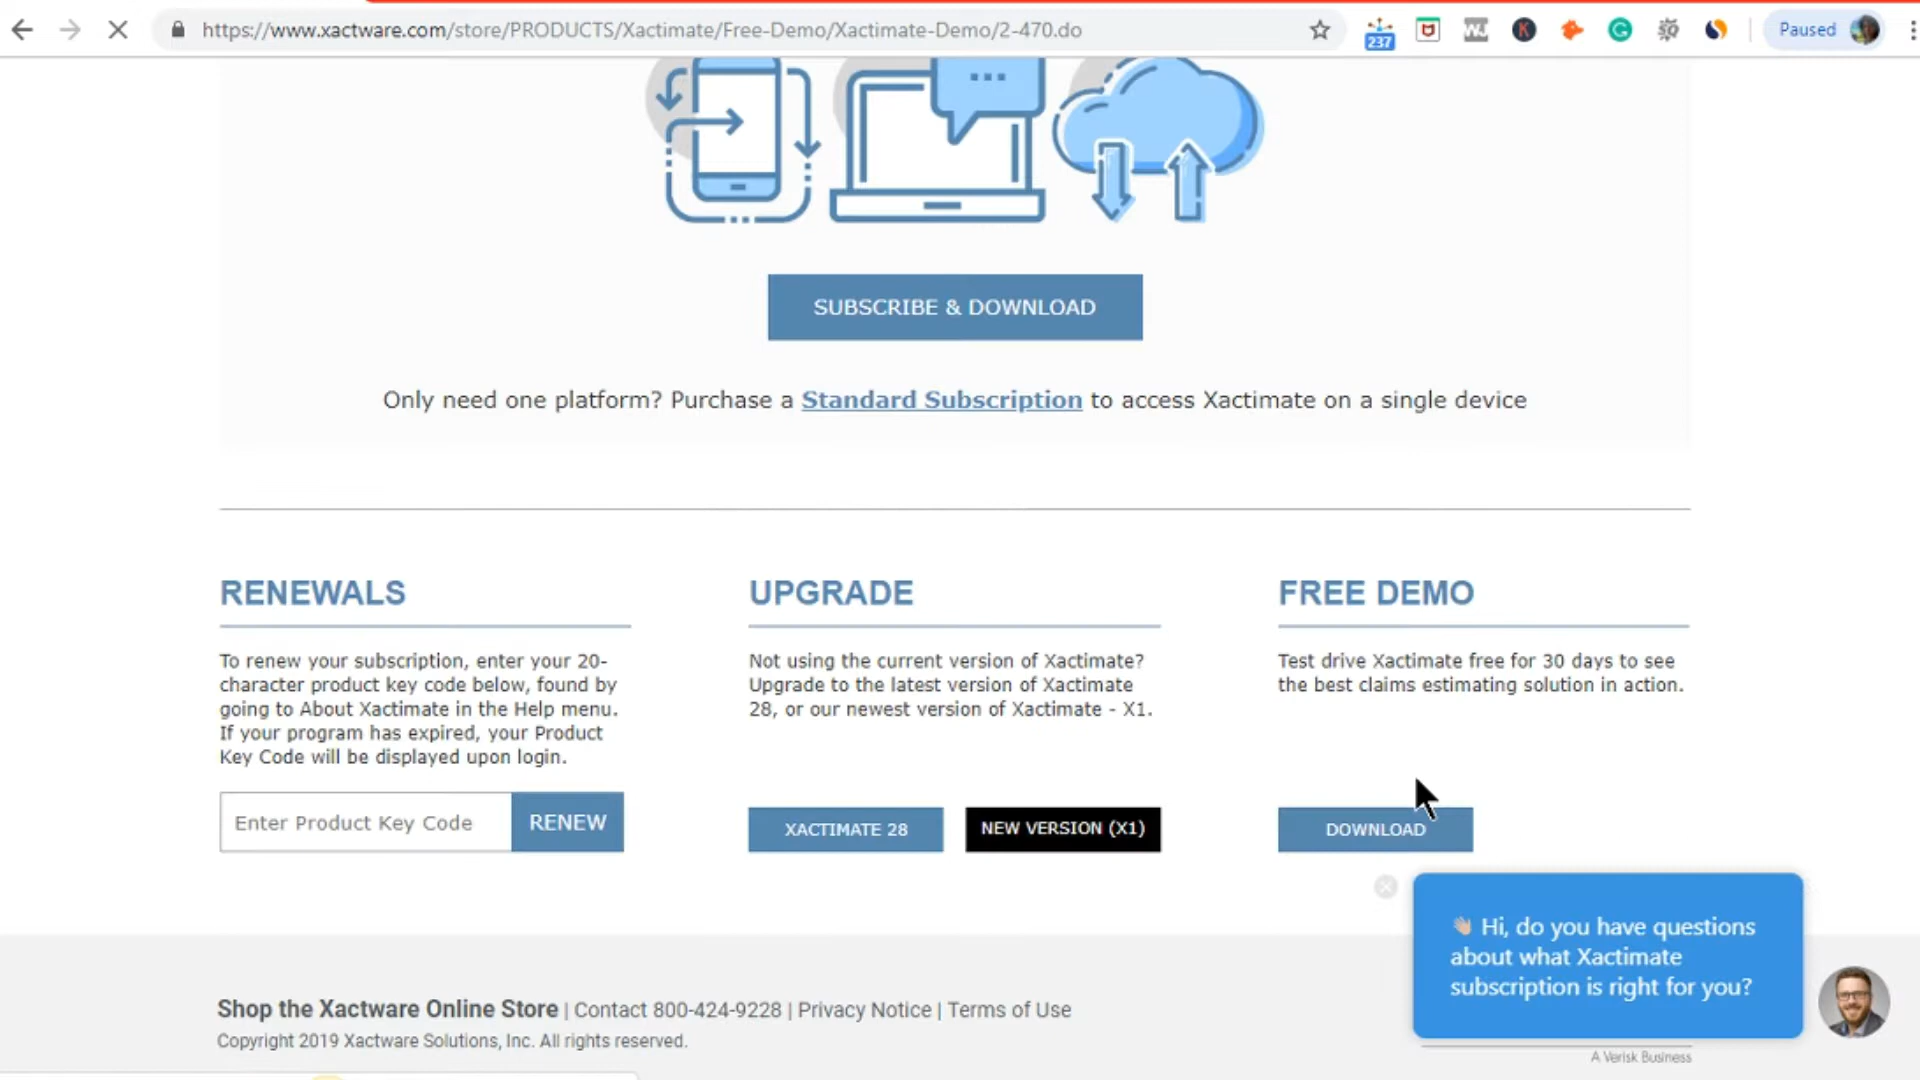 https://www.xactware.com/store/PRODUCTS/Xactimate/Free-Demo/Xactimate-Demo/2-470.do
237
Paused
SUBSCRIBE & DOWNLOAD
Only need one platform? Purchase a Standard Subscription to access Xactimate on a single device
RENEWALS
To renew your subscription, enter your 20-
character product key code below, found by
going to About Xactimate in the Help menu.
If your program has expired, your Product
Key Code will be displayed upon login.
Enter Product Key Code
RENEW
UPGRADE
Not using the current version of Xactimate?
Upgrade to the latest version of Xactimate
28, or our newest version of Xactimate - X1.
XACTIMATE 28
NEW VERSION (X1)
FREE DEMO
Test drive Xactimate free for 30 days to see
the best claims estimating solution in action.
DOWNLOAD
👋 Hi, do you have questions
about what Xactimate
subscription is right for you?
Shop the Xactware Online Store | Contact 800-424-9228 | Privacy Notice | Terms of Use
Copyright 2019 Xactware Solutions, Inc. All rights reserved.
A Verisk Business